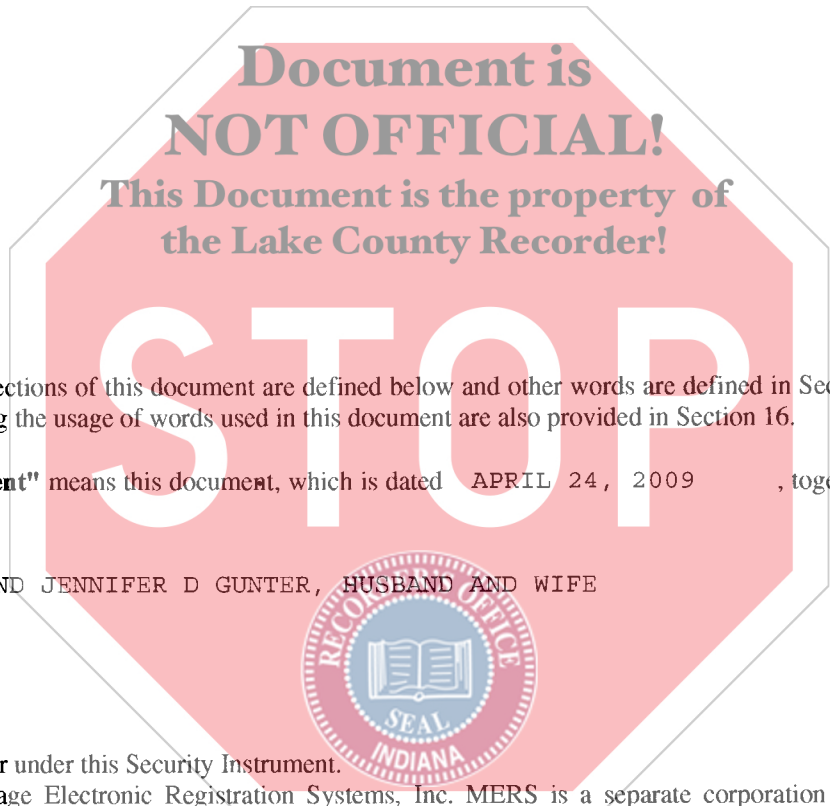 Document is
NOT OFFICIAL!
This Document is the property of
the Lake County Recorder!
STOP
ections of this document are defined below and other words are defined in Sec
g the usage of words used in this document are also provided in Section 16.
ent" means this document, which is dated APRIL 24, 2009 , toge
ND JENNIFER D GUNTER, HUSBAND AND WIFE
RECORDER'S OFFICE
SEAL
INDIANA
r under this Security Instrument.
age Electronic Registration Systems, Inc. MERS is a separate corporation